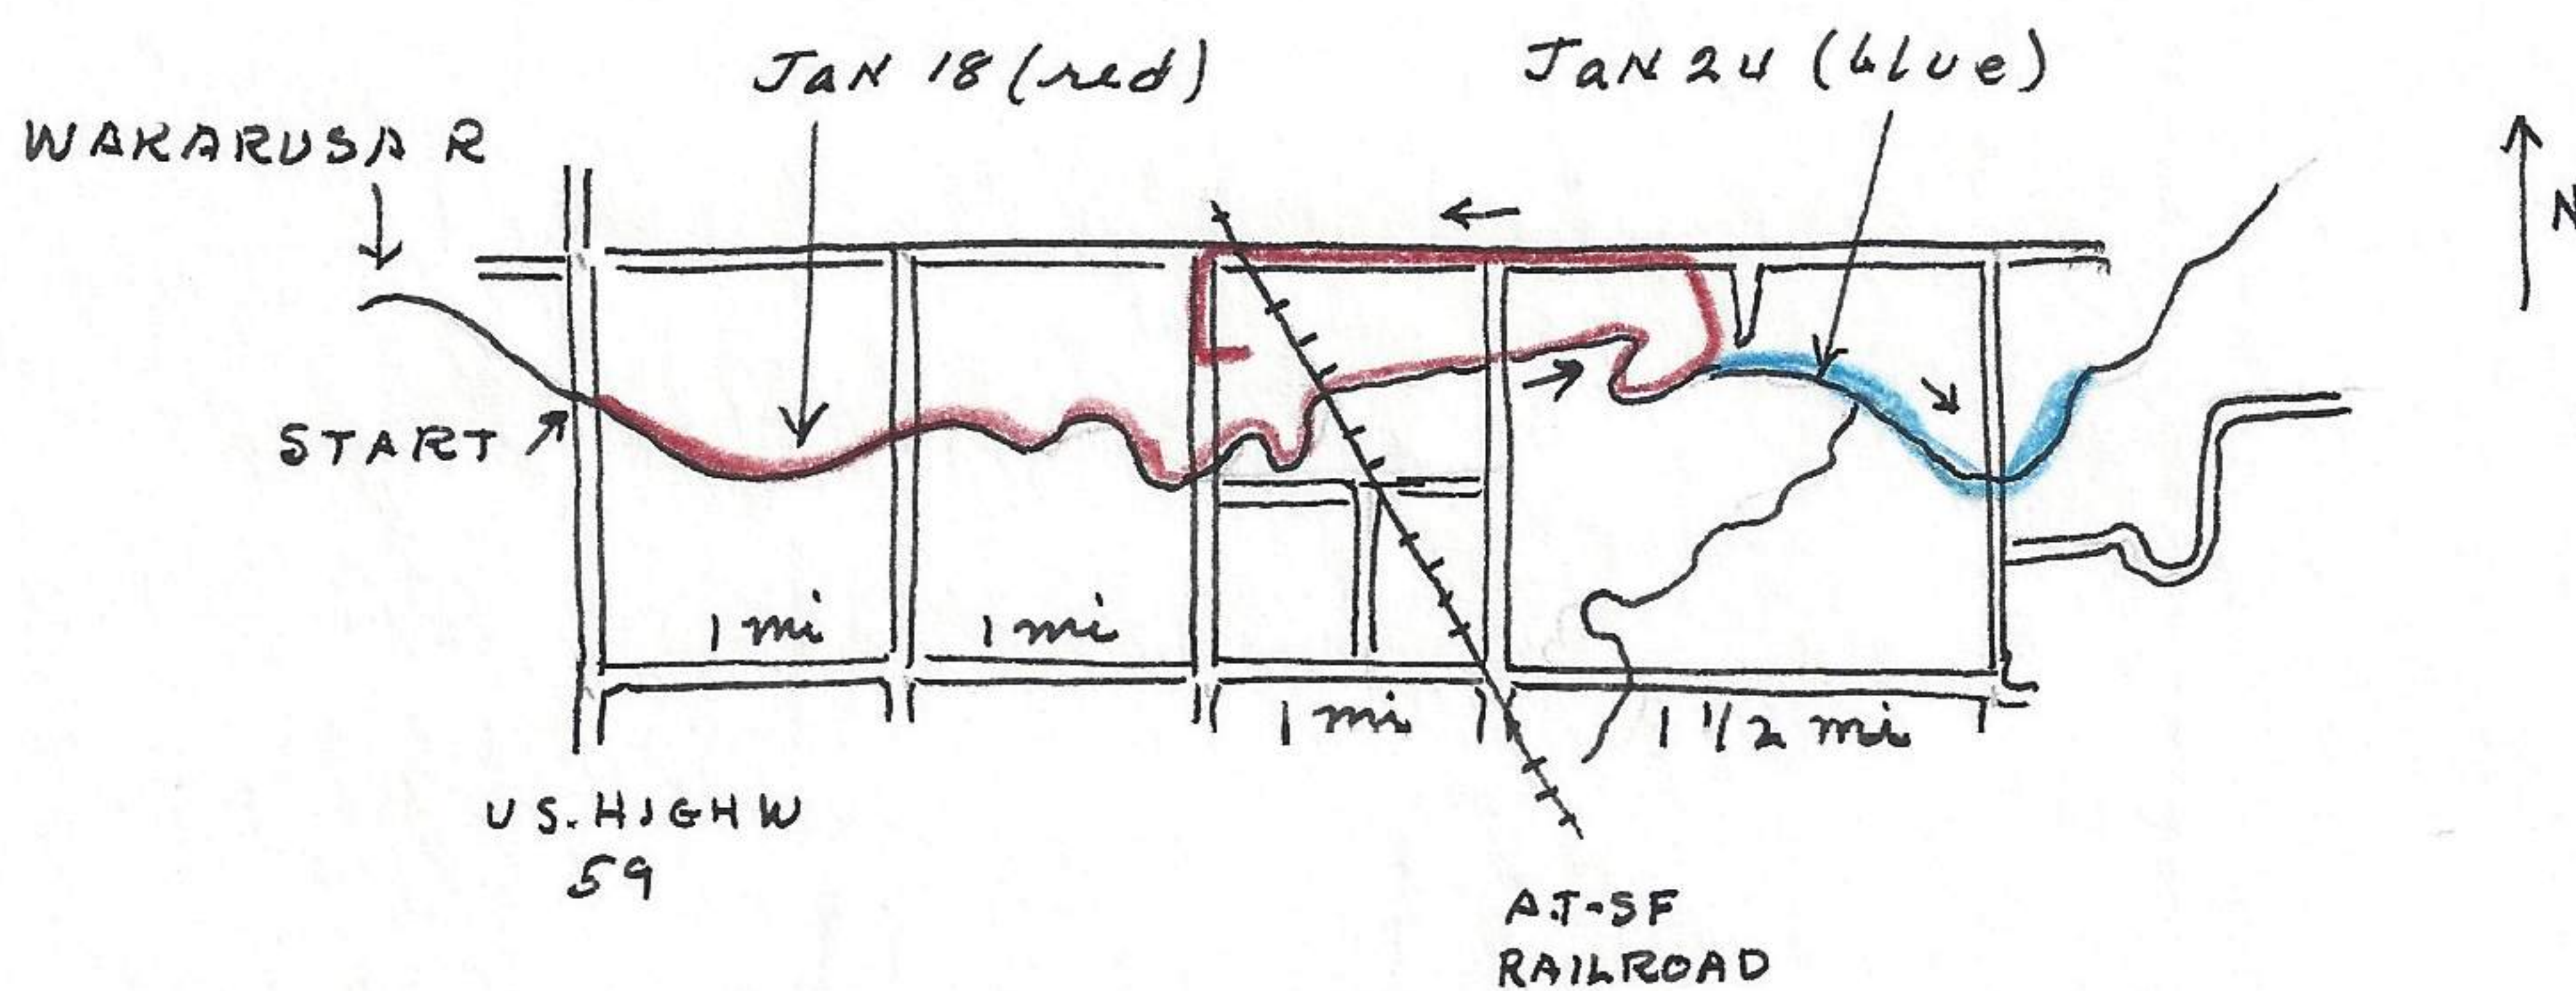 JaN 18 (red)
JaN 24 (blue)
WAKARUSA R
N
START
1 mi
1 mi
1 mi
1 1/2 mi
US. HIGHW
59
A.T-SF
RAILROAD